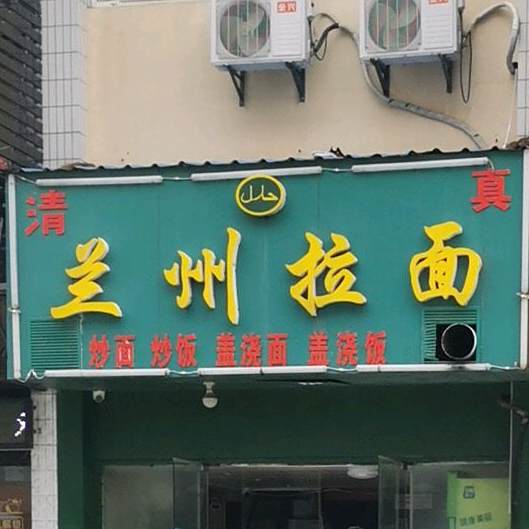 清 真
حلال
兰州拉面
炒面 炒饭 盖浇面 盖浇饭